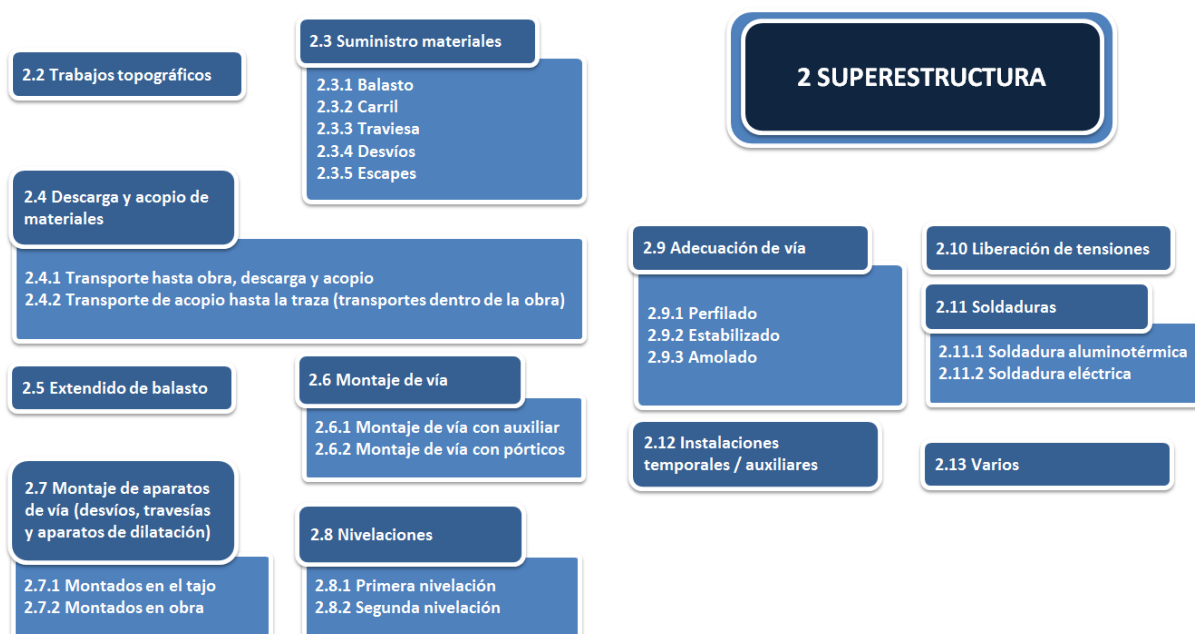 2 SUPERESTRUCTURA
2.2 Trabajos topográficos
2.3 Suministro materiales
2.3.1 Balasto
2.3.2 Carril
2.3.3 Traviesa
2.3.4 Desvíos
2.3.5 Escapes
2.4 Descarga y acopio de
materiales
2.4.1 Transporte hasta obra, descarga y acopio
2.4.2 Transporte de acopio hasta la traza (transportes dentro de la obra)
2.5 Extendido de balasto
2.6 Montaje de vía
2.6.1 Montaje de vía con auxiliar
2.6.2 Montaje de vía con pórticos
2.7 Montaje de aparatos
de vía (desvíos, travesías
y aparatos de dilatación)
2.7.1 Montados en el tajo
2.7.2 Montados en obra
2.8 Nivelaciones
2.8.1 Primera nivelación
2.8.2 Segunda nivelación
2.9 Adecuación de vía
2.9.1 Perfilado
2.9.2 Estabilizado
2.9.3 Amolado
2.10 Liberación de tensiones
2.11 Soldaduras
2.11.1 Soldadura aluminotérmica
2.11.2 Soldadura eléctrica
2.12 Instalaciones
temporales / auxiliares
2.13 Varios